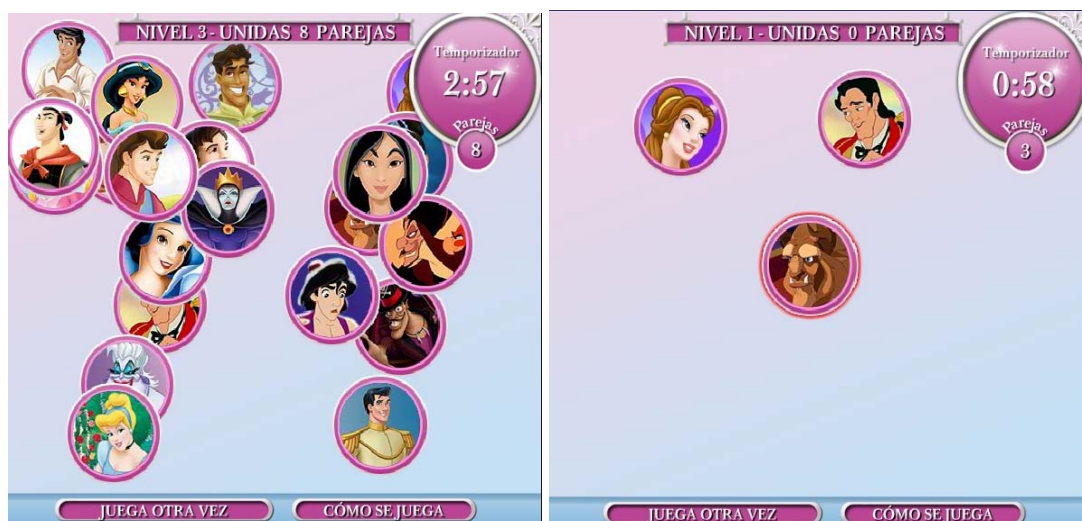 NIVEL 3 - UNIDAS 8 PAREJAS
Temporizador
2:57
Parejas
8
JUEGA OTRA VEZ
CÓMO SE JUEGA
NIVEL 1 - UNIDAS 0 PAREJAS
Temporizador
0:58
Parejas
3
JUEGA OTRA VEZ
CÓMO SE JUEGA